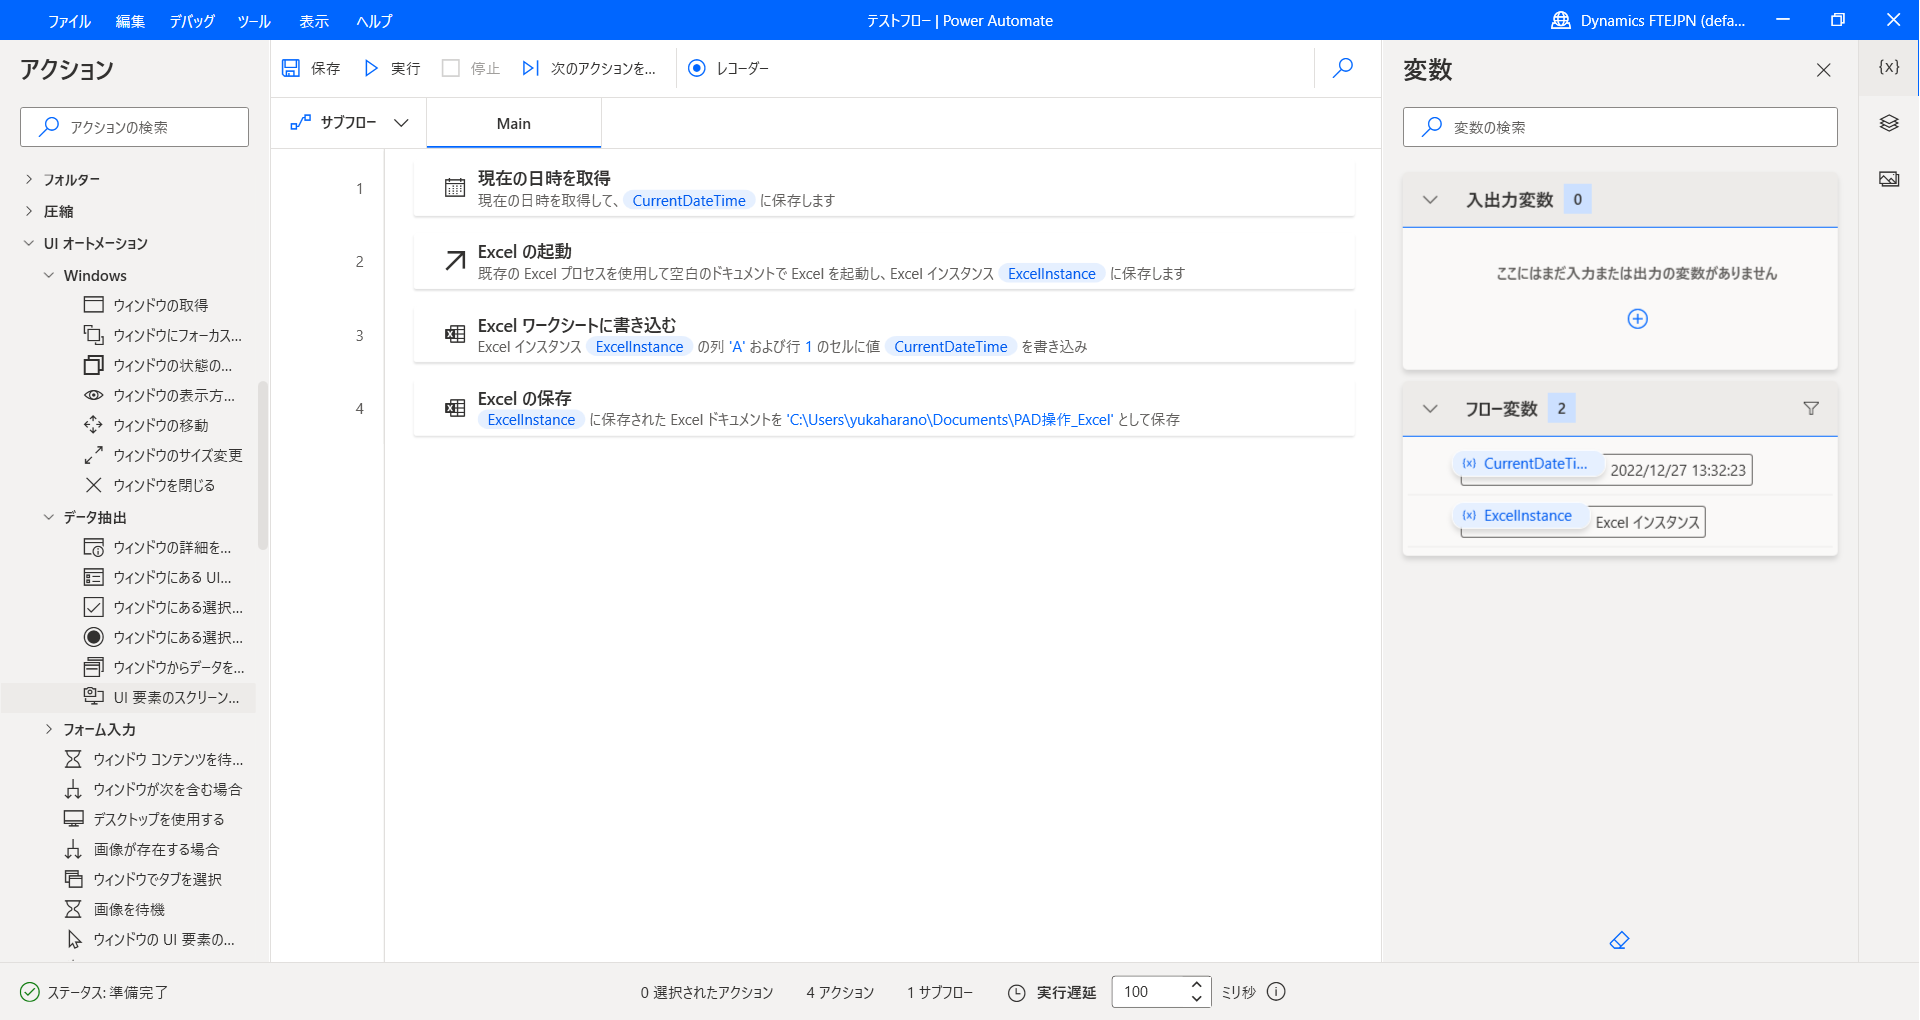 ファイル 編集 デバッグ ツール 表示 ヘルプ
テストフロー | Power Automate
Dynamics FTEJPN (defa...
アクション
アクションの検索
フォルダー
圧縮
UI オートメーション
Windows
ウィンドウの取得
ウィンドウにフォーカス...
ウィンドウの状態の...
ウィンドウの表示方...
ウィンドウの移動
ウィンドウのサイズ変更
ウィンドウを閉じる
データ抽出
ウィンドウの詳細を...
ウィンドウにある UI...
ウィンドウにある選択...
ウィンドウにある選択...
ウィンドウからデータを...
UI 要素のスクリーン...
フォーム入力
ウィンドウ コンテンツを待...
ウィンドウが次を含む場合
デスクトップを使用する
画像が存在する場合
ウィンドウでタブを選択
画像を待機
ウィンドウの UI 要素の...
保存 実行 停止 次のアクションを... レコーダー
サブフロー Main
1 現在の日時を取得
現在の日時を取得して、 CurrentDateTime に保存します
2 Excel の起動
既存の Excel プロセスを使用して空白のドキュメントで Excel を起動し、Excel インスタンス ExcelInstance に保存します
3 Excel ワークシートに書き込む
Excel インスタンス ExcelInstance の列 'A' および行 1 のセルに値 CurrentDateTime を書き込み
4 Excel の保存
ExcelInstance に保存された Excel ドキュメントを 'C:\Users\yukaharano\Documents\PAD操作_Excel' として保存
変数
変数の検索
入出力変数 0
ここにはまだ入力または出力の変数がありません
フロー変数 2
(x) CurrentDateTi... 2022/12/27 13:32:23
(x) ExcelInstance Excel インスタンス
{x}
ステータス: 準備完了
0 選択されたアクション 4 アクション 1 サブフロー 実行遅延 100 ミリ秒